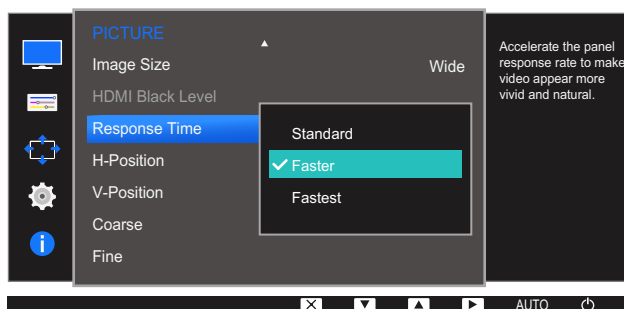 PICTURE
Image Size
Wide
HDMI Black Level
Response Time
H-Position
V-Position
Coarse
Fine
Standard
Faster
Fastest
Accelerate the panel
response rate to make
video appear more
vivid and natural.
AUTO